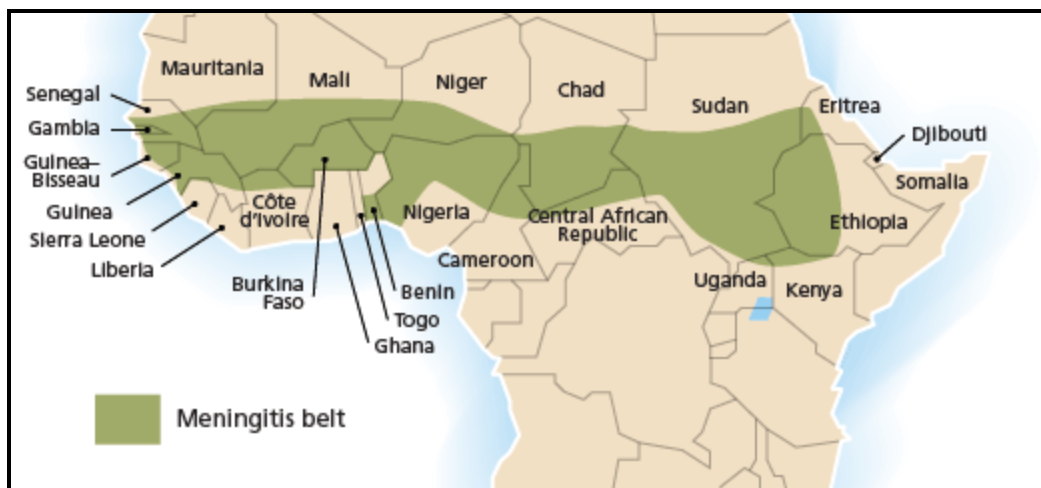 Mauritania
Mali
Niger
Chad
Sudan
Eritrea
Senegal
Gambia
Djibouti
Guinea–
Bisseau
Somalia
Guinea
Côte
d'Ivoire
Nigeria
Central African
Republic
Ethiopia
Sierra Leone
Liberia
Cameroon
Burkina
Faso
Benin
Uganda
Kenya
Togo
Ghana
Meningitis belt